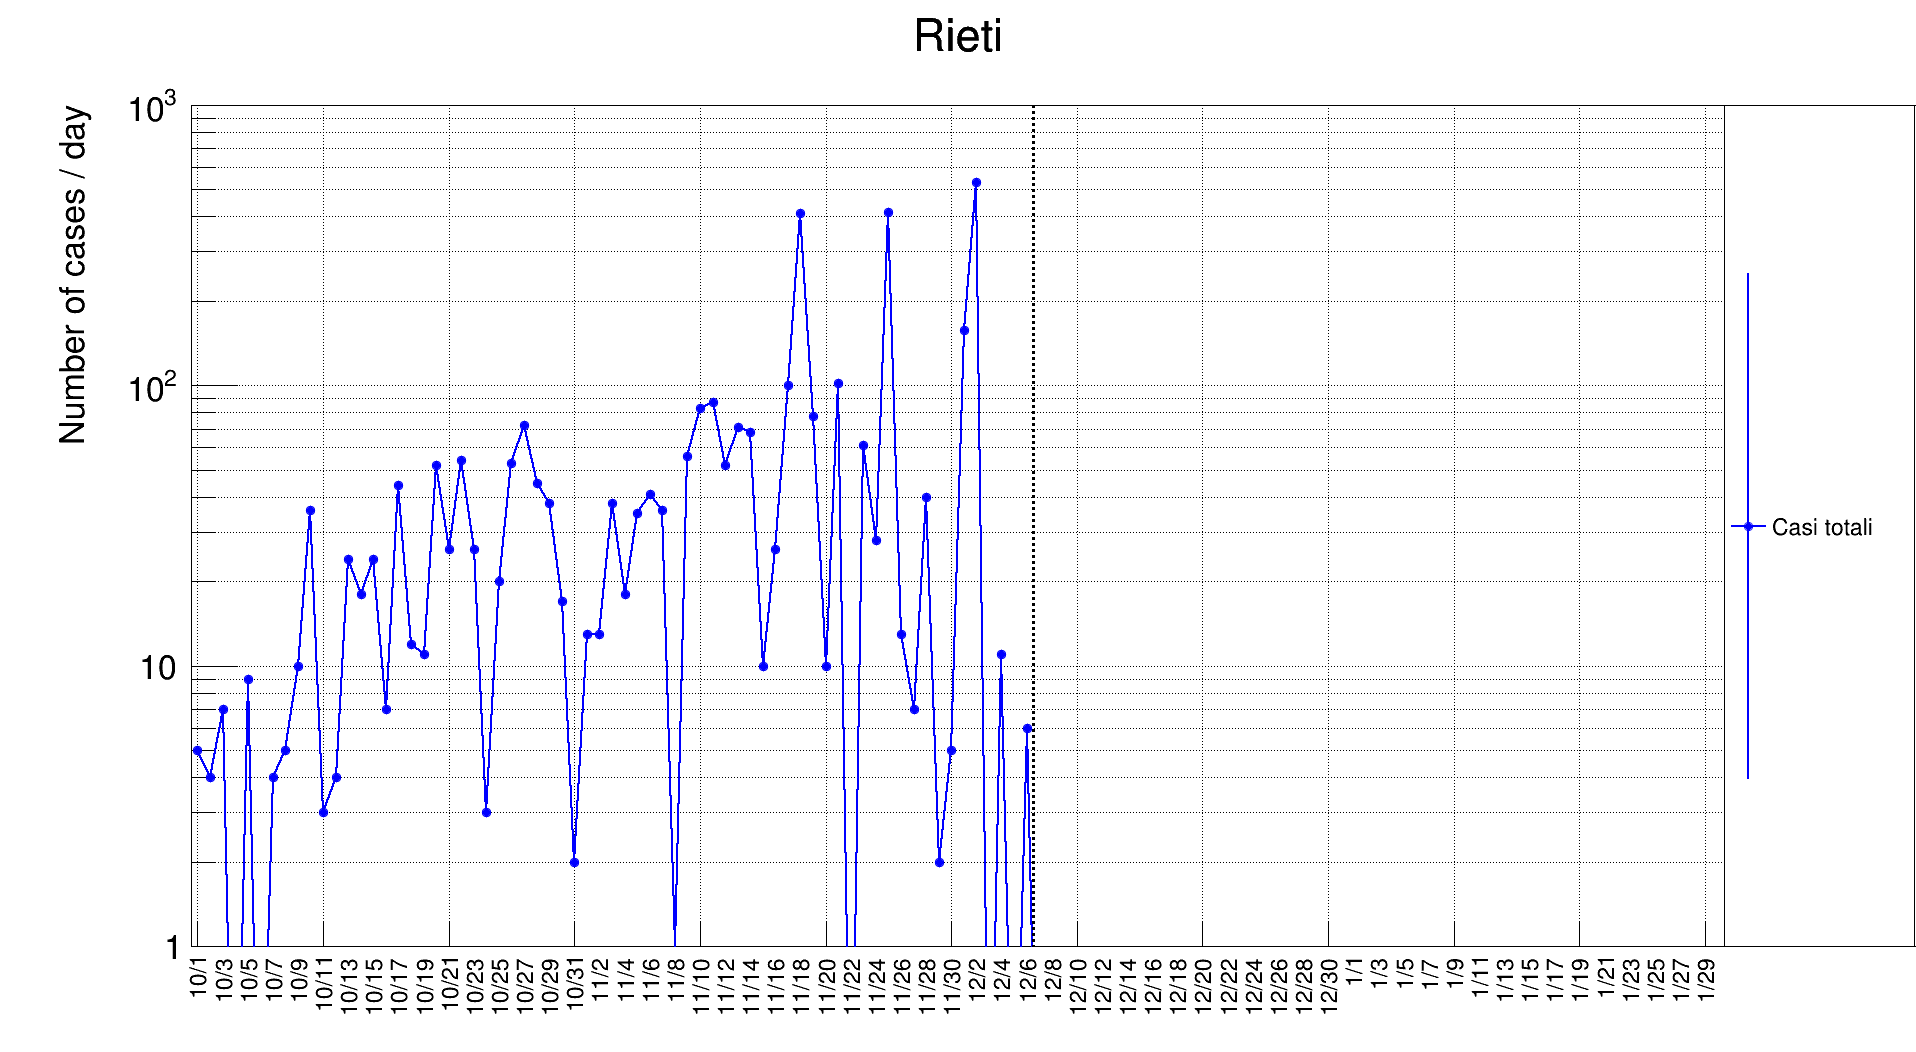 Rieti
Number of cases / day
10³
10²
10
1
10/1 10/3 10/5 10/7 10/9 10/11 10/13 10/15 10/17 10/19 10/21 10/23 10/25 10/27 10/29 10/31 11/2 11/4 11/6 11/8 11/10 11/12 11/14 11/16 11/18 11/20 11/22 11/24 11/26 11/28 11/30 12/2 12/4 12/6 12/8 12/10 12/12 12/14 12/16 12/18 12/20 12/22 12/24 12/26 12/28 12/30 1/1 1/3 1/5 1/7 1/9 1/11 1/13 1/15 1/17 1/19 1/21 1/23 1/25 1/27 1/29
Casi totali